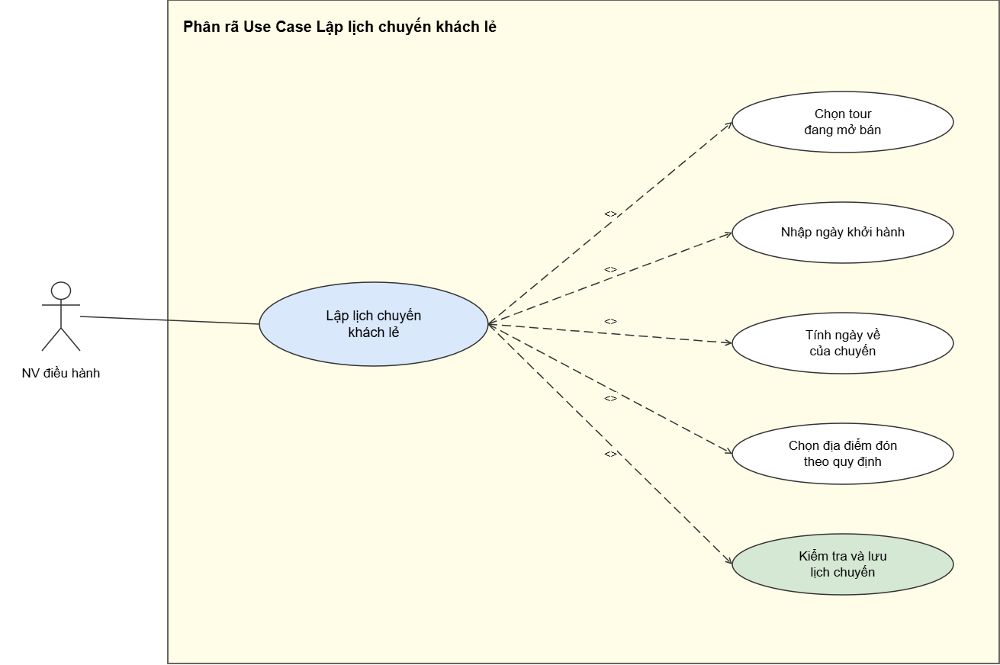 Phân rã Use Case Lập lịch chuyến khách lẻ
Chọn tour
đang mở bán
<>
Nhập ngày khởi hành
<>
Lập lịch chuyến
khách lẻ
<>
Tính ngày về
của chuyến
NV điều hành
<>
Chọn địa điểm đón
theo quy định
<>
Kiểm tra và lưu
lịch chuyến